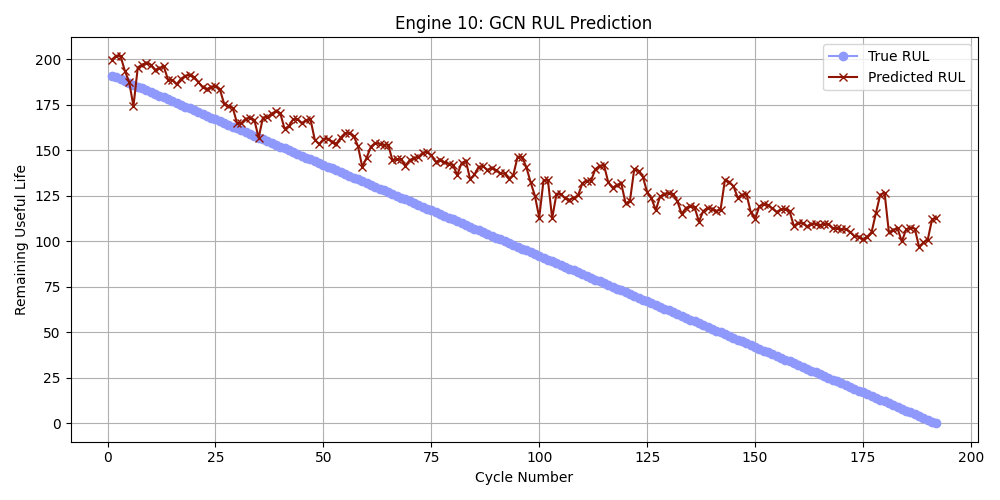 Engine 10: GCN RUL Prediction
True RUL
Predicted RUL
Remaining Useful Life
200
175
150
125
100
75
50
25
0
0 25 50 75 100 125 150 175 200
Cycle Number